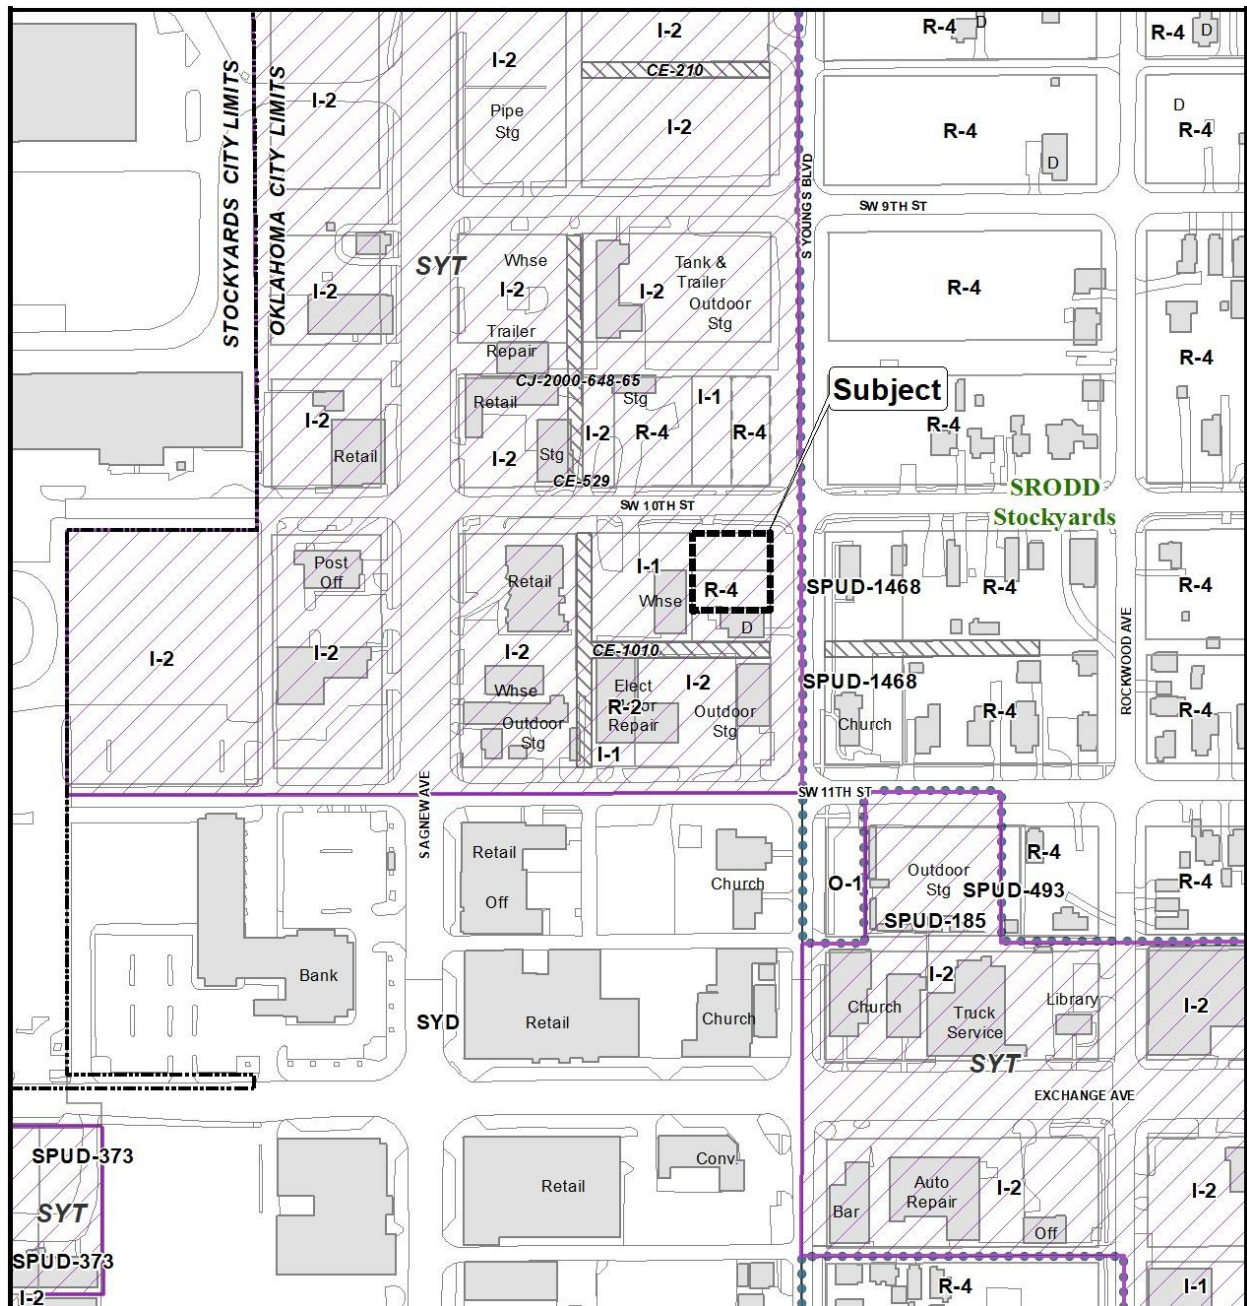 I-2
I-2
R-4
D
R-4
D
STOCKYARDS CITY LIMITS
OKLAHOMA CITY LIMITS
I-2
CE-210
Pipe
Stg
I-2
R-4
D
D
R-4
S YOUNGS BLVD
SW 9TH ST
SYT
Whse
I-2
I-2
Tank &
Trailer
Outdoor
Stg
I-2
R-4
Trailer
Repair
R-4
CJ-2000-648-65
Subject
Retail
Stg
I-1
I-2
R-4
I-2
R-4
R-4
Retail
I-2
Stg
CE-529
SW 10TH ST
SRODD
Stockyards
Post
Off
Retail
I-1
Whse
R-4
SPUD-1468
R-4
R-4
D
ROCKWOOD AVE
I-2
I-2
I-2
CE-1010
Whse
Elect
R-2
or
Repair
I-2
SPUD-1468
Outdoor
Stg
Outdoor
Stg
Church
R-4
R-4
I-1
S AGNEW AVE
SW 11TH ST
Retail
Off
Church
O-1
Outdoor
Stg
R-4
SPUD-493
R-4
SPUD-185
Bank
I-2
SYD
Retail
Church
Church
Truck
Service
Library
I-2
SYT
EXCHANGE AVE
SPUD-373
Conv.
SYT
Retail
Auto
Repair
I-2
I-2
Bar
Off
SPUD-373
I-2
R-4
I-1